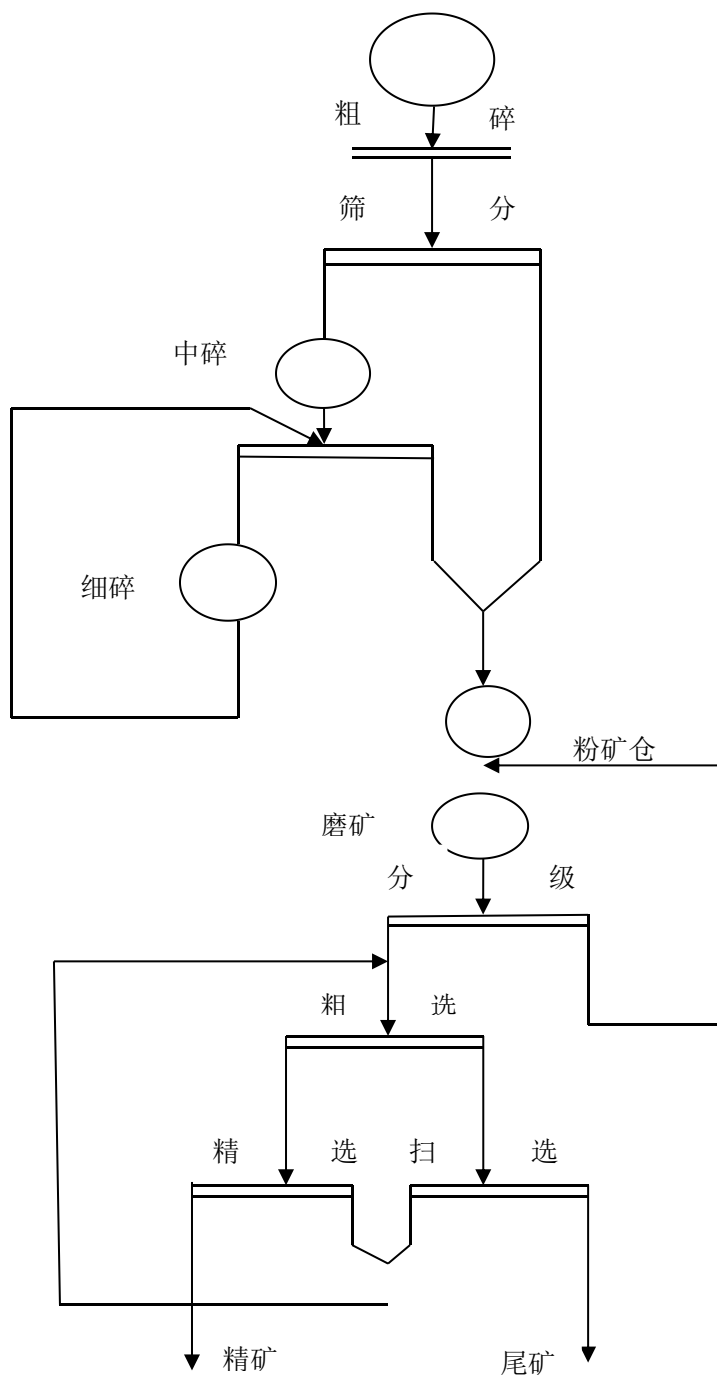 粗 碎
筛 分
中碎
细碎
粉矿仓
磨矿
分 级
粗 选
精 选 扫 选
精矿 尾矿